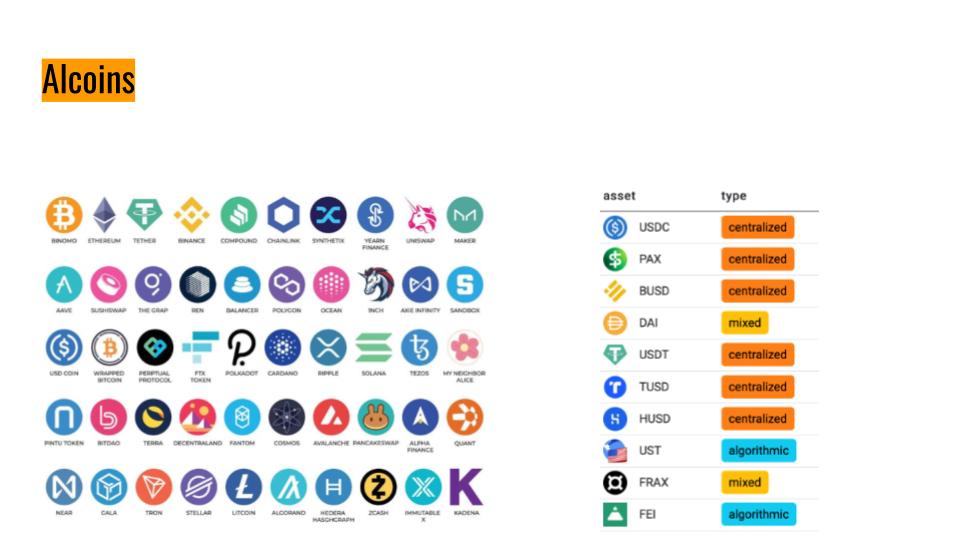 Alcoins
BINOMO ETHEREUM TETHER BINANCE COMPOUND CHAINLINK SYNTHETIX YEARN FINANCE UNISWAP MAKER
AAVE SUSHISWAP THE GRAP REN BALANCER POLYGON OCEAN 1NCH AXIE INFINITY SANDBOX
USD COIN WRAPPED BITCOIN PERPTUAL PROTOCOL FTX TOKEN POLKADOT CARDANO RIPPLE SOLANA TEZOS MY NEIGHBOR ALICE
PINTU TOKEN BITDAO TERRA DECENTRALAND FANTOM COSMOS AVALANCHE PANCAKESWAP ALPHA FINANCE QUANT
NEAR GALA TRON STELLAR LITCOIN ALGORAND HEDERA HASGHGRAPH ZCASH IMMUTABLE X KADENA
asset type
USDC centralized
PAX centralized
BUSD centralized
DAI mixed
USDT centralized
TUSD centralized
HUSD centralized
UST algorithmic
FRAX mixed
FEI algorithmic